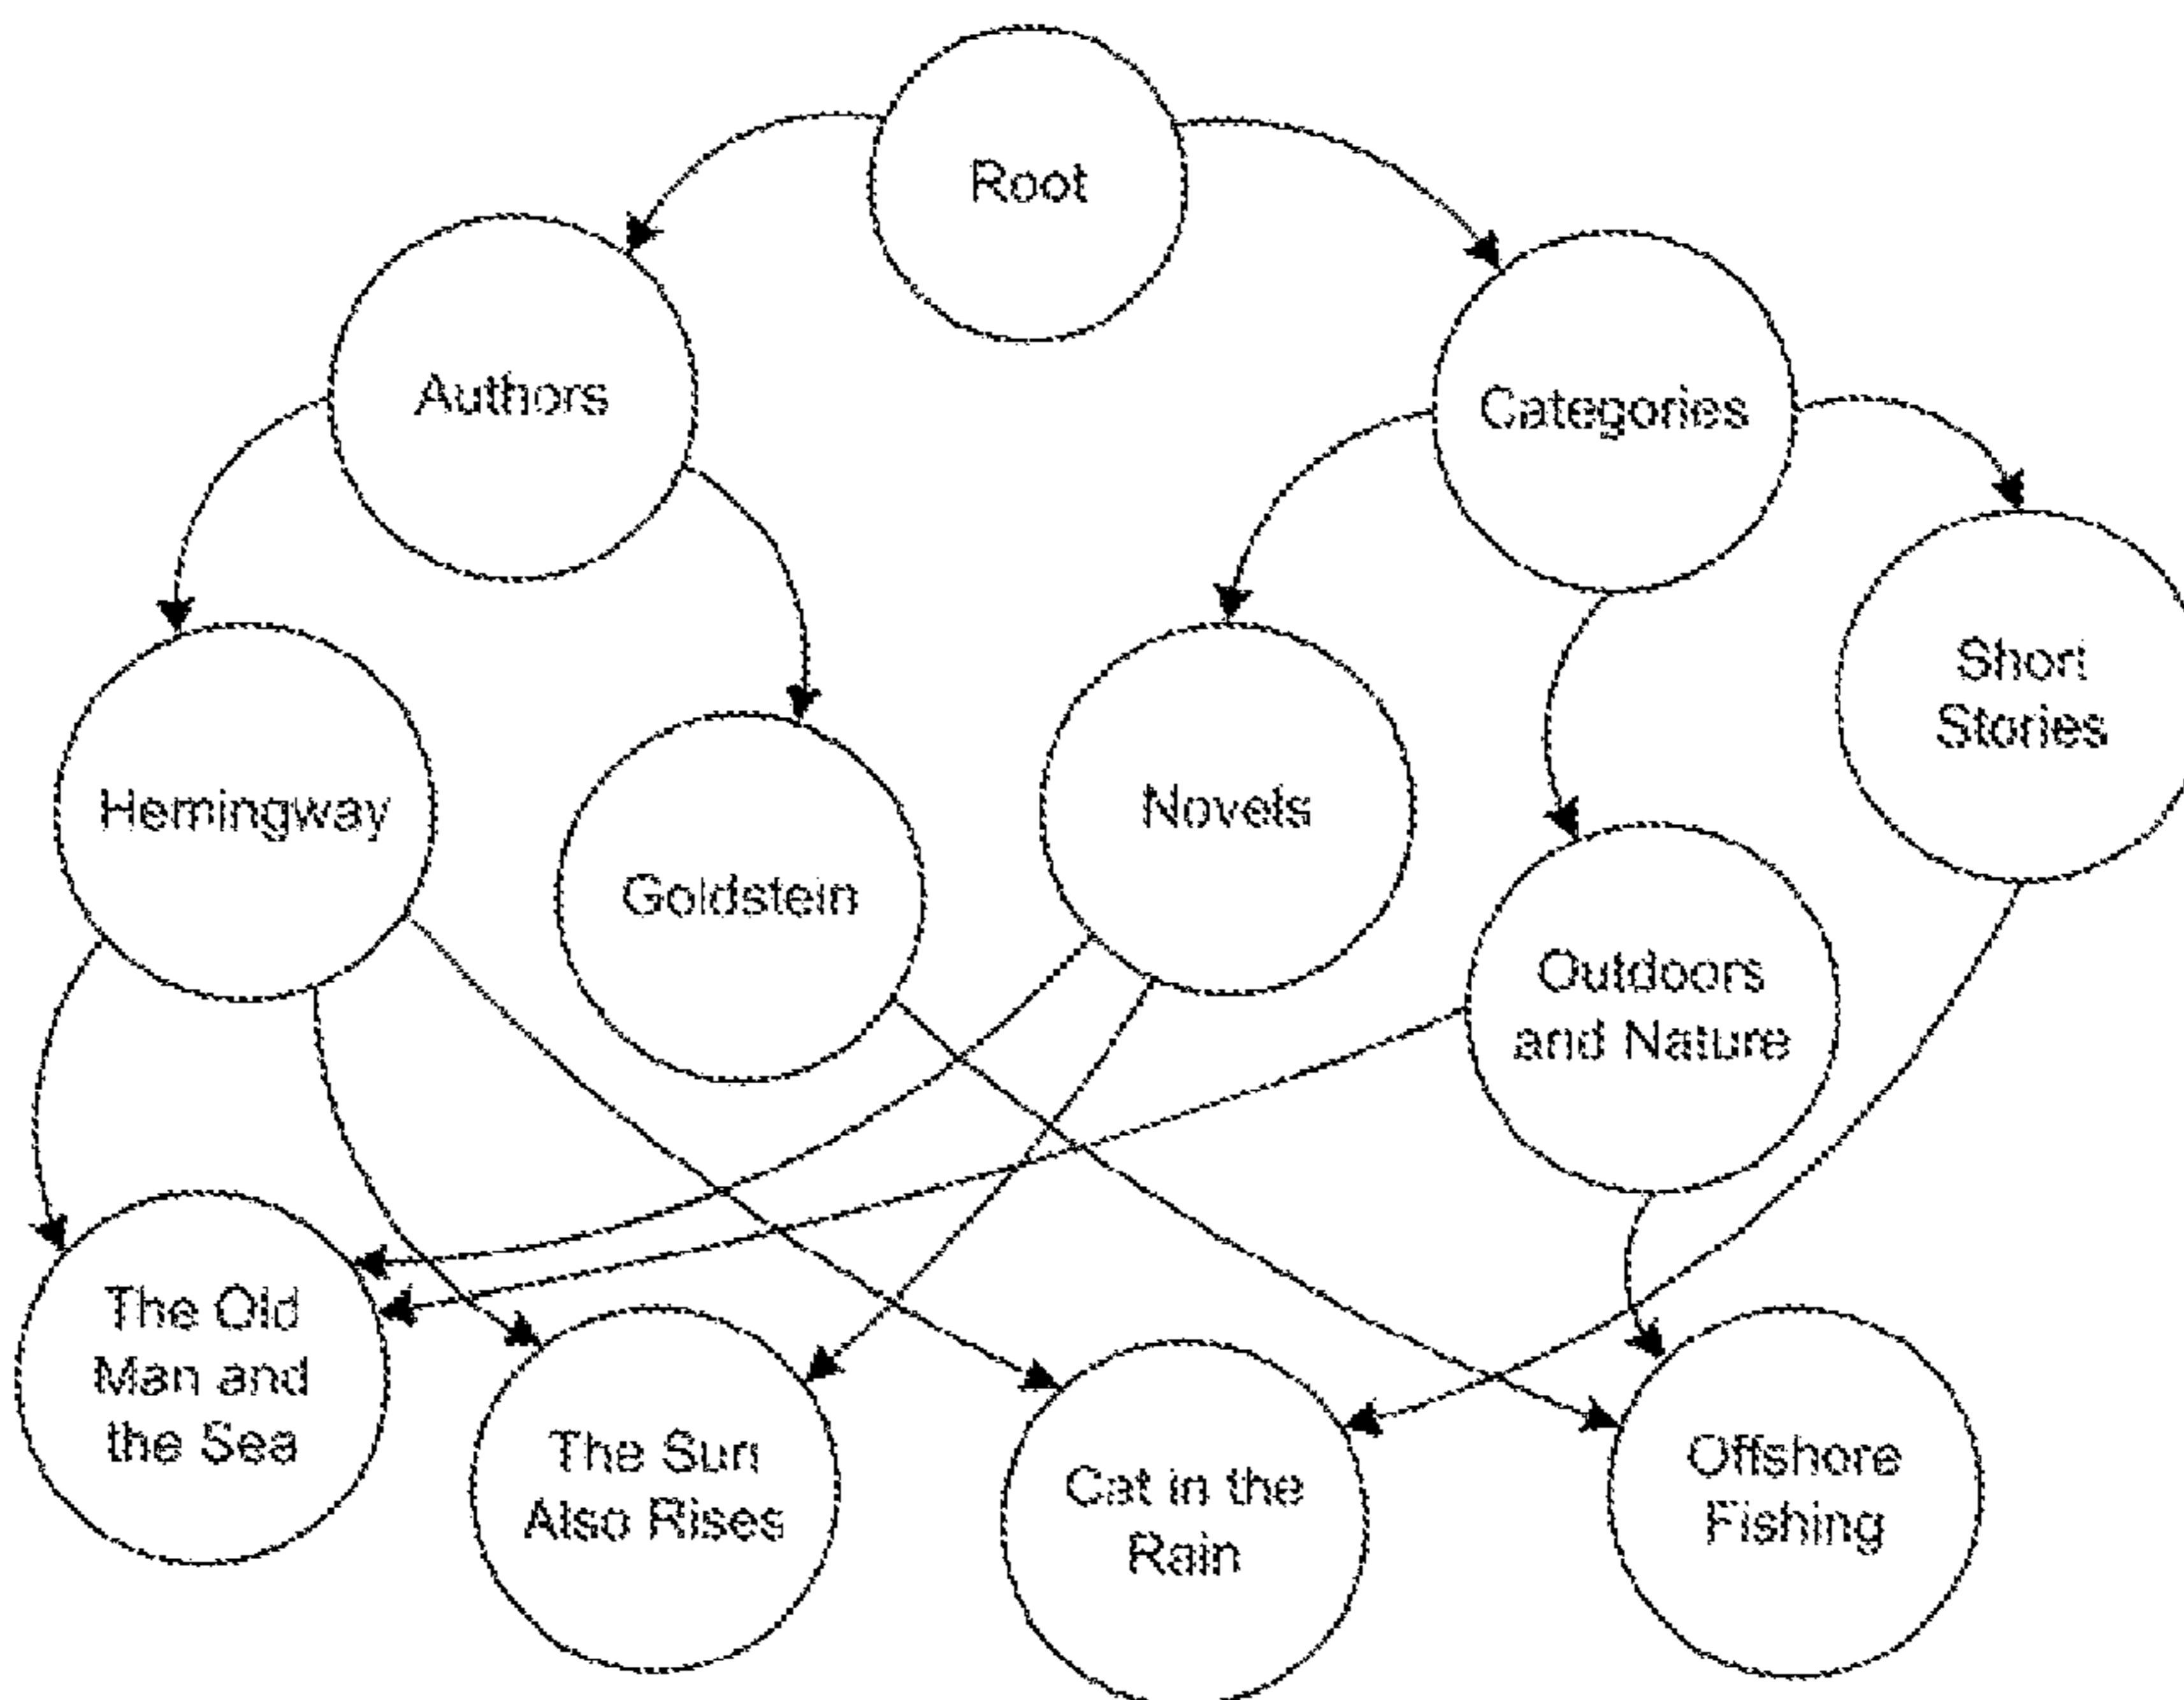 Root
Authors
Categories
Short
Stories
Hemingway
Goldstein
Novels
Outdoors
and Nature
The Old
Man and
the Sea
The Sun
Also Rises
Cat in the
Rain
Offshore
Fishing